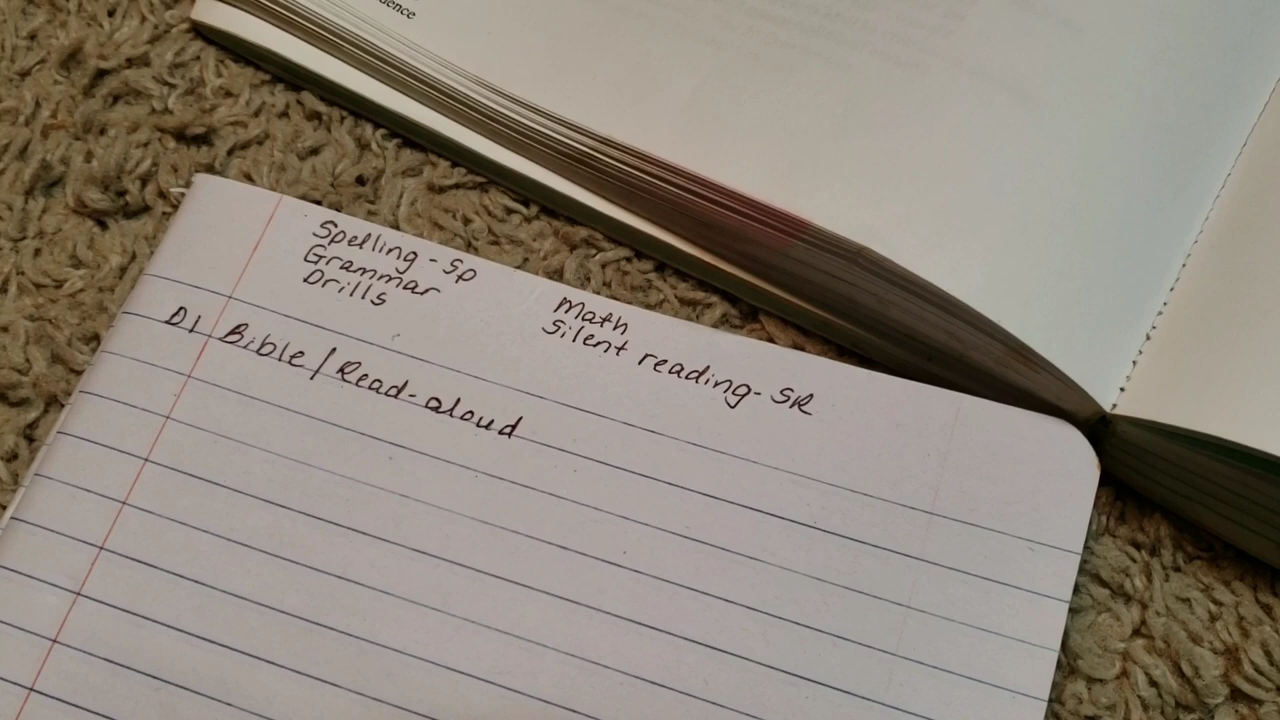 Spelling - Sp
Grammar
Drills
Math
Silent reading - SR
D1 Bible / Read-aloud